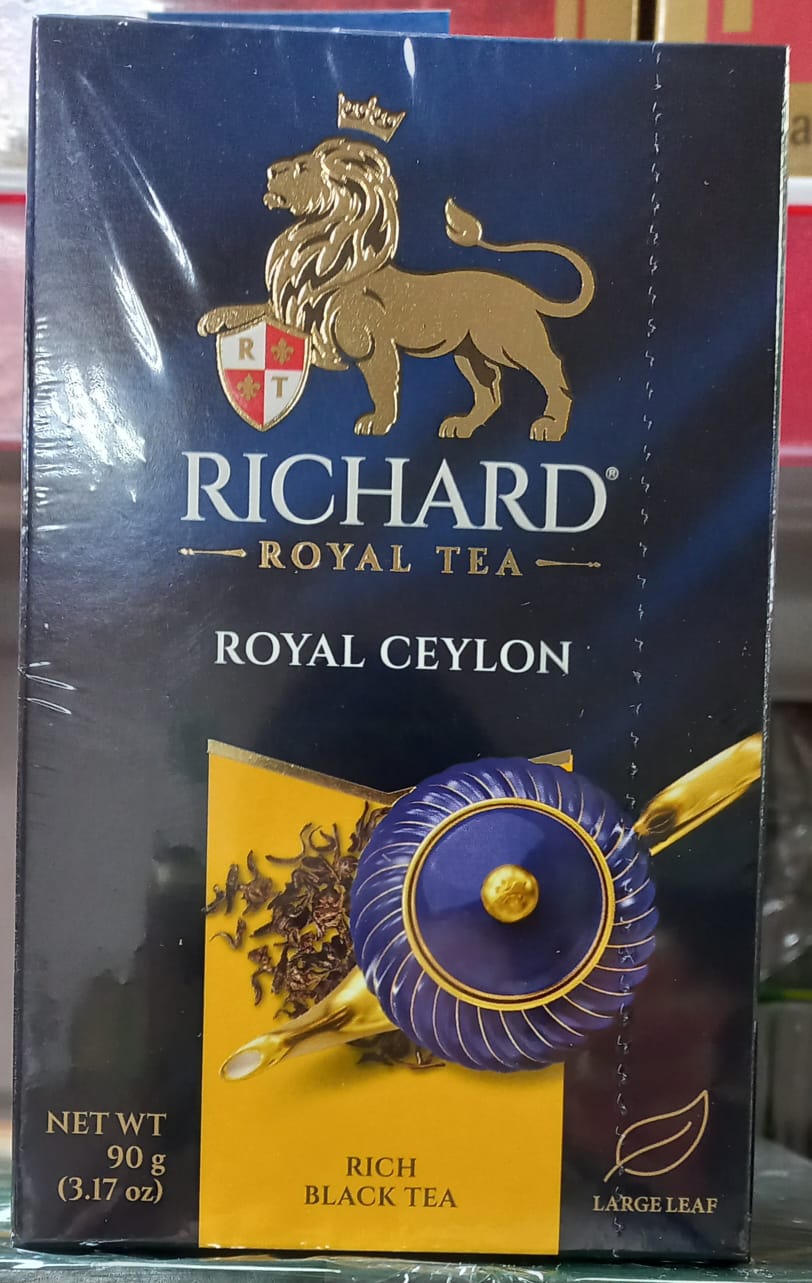 R
T
RICHARD®
ROYAL TEA
ROYAL CEYLON
NET WT
90 g
(3.17 oz)
RICH
BLACK TEA
LARGE LEAF